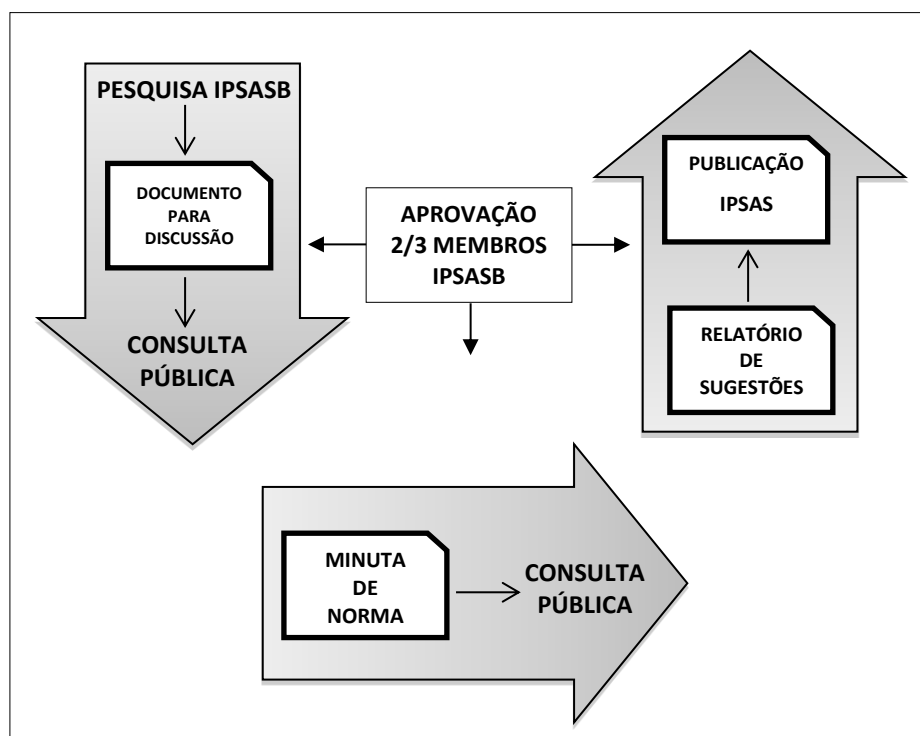 PESQUISA IPSASB
DOCUMENTO
PARA
DISCUSSÃO
CONSULTA
PÚBLICA
APROVAÇÃO
2/3 MEMBROS
IPSASB
PUBLICAÇÃO
IPSAS
RELATÓRIO
DE
SUGESTÕES
MINUTA
DE
NORMA
CONSULTA
PÚBLICA